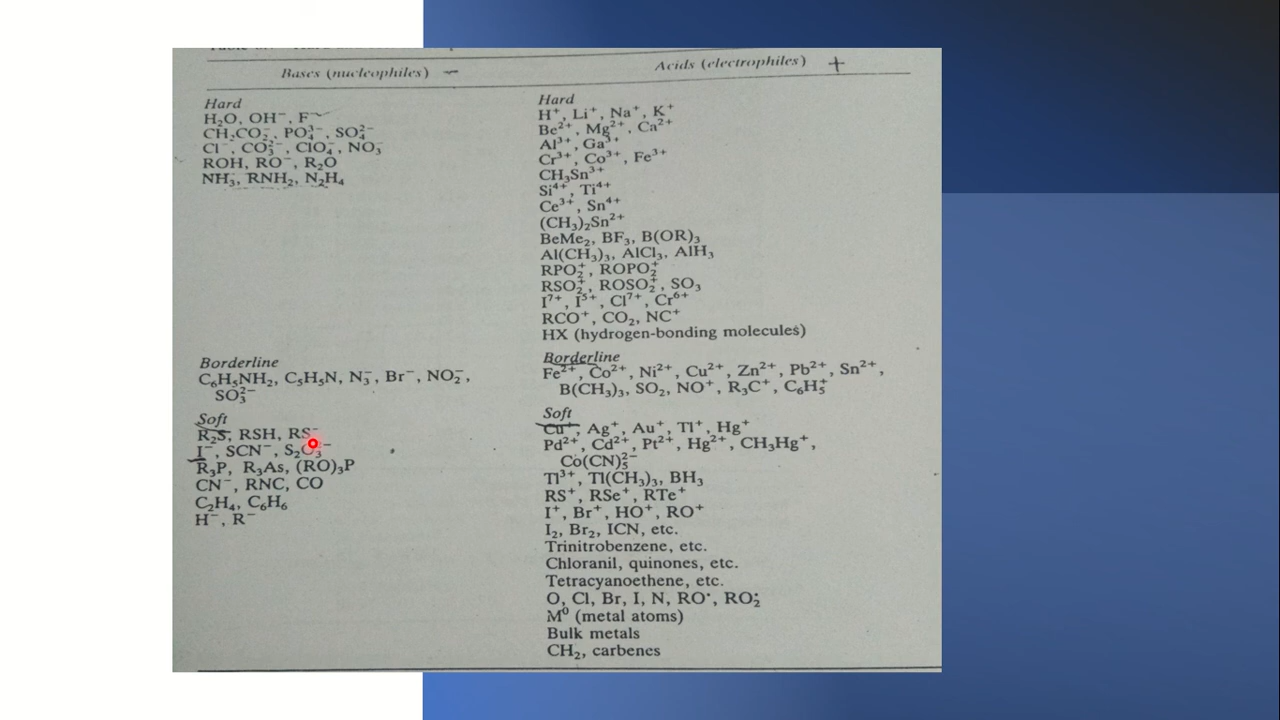 Bases (nucleophiles) −
Acids (electrophiles) +
Hard
H₂O, OH⁻, F⁻
CH₃CO₂⁻, PO₄³⁻, SO₄²⁻
Cl⁻, CO₃²⁻, ClO₄⁻, NO₃⁻
ROH, RO⁻, R₂O
NH₃, RNH₂, N₂H₄
Hard
H⁺, Li⁺, Na⁺, K⁺
Be²⁺, Mg²⁺, Ca²⁺
Al³⁺, Ga³⁺
Cr³⁺, Co³⁺, Fe³⁺
CH₃Sn³⁺
Si⁴⁺, Ti⁴⁺
Ce³⁺, Sn⁴⁺
(CH₃)₂Sn²⁺
BeMe₂, BF₃, B(OR)₃
Al(CH₃)₃, AlCl₃, AlH₃
RPO₂⁺, ROPO₂⁺
RSO₂⁺, ROSO₂⁺, SO₃
I⁷⁺, I⁵⁺, Cl⁷⁺, Cr⁶⁺
RCO⁺, CO₂, NC⁺
HX (hydrogen-bonding molecules)
Borderline
C₆H₅NH₂, C₅H₅N, N₃⁻, Br⁻, NO₂⁻,
SO₃²⁻
Borderline
Fe²⁺, Co²⁺, Ni²⁺, Cu²⁺, Zn²⁺, Pb²⁺, Sn²⁺,
B(CH₃)₃, SO₂, NO⁺, R₃C⁺, C₆H₅⁺
Soft
R₂S, RSH, RS⁻
I⁻, SCN⁻, S₂O₃²⁻
R₃P, R₃As, (RO)₃P
CN⁻, RNC, CO
C₂H₄, C₆H₆
H⁻, R⁻
Soft
Cu⁺, Ag⁺, Au⁺, Tl⁺, Hg⁺
Pd²⁺, Cd²⁺, Pt²⁺, Hg²⁺, CH₃Hg⁺,
Co(CN)₅²⁻
Tl³⁺, Tl(CH₃)₃, BH₃
RS⁺, RSe⁺, RTe⁺
I⁺, Br⁺, HO⁺, RO⁺
I₂, Br₂, ICN, etc.
Trinitrobenzene, etc.
Chloranil, quinones, etc.
Tetracyanoethene, etc.
O, Cl, Br, I, N, RO·, RO₂·
M⁰ (metal atoms)
Bulk metals
CH₂, carbenes